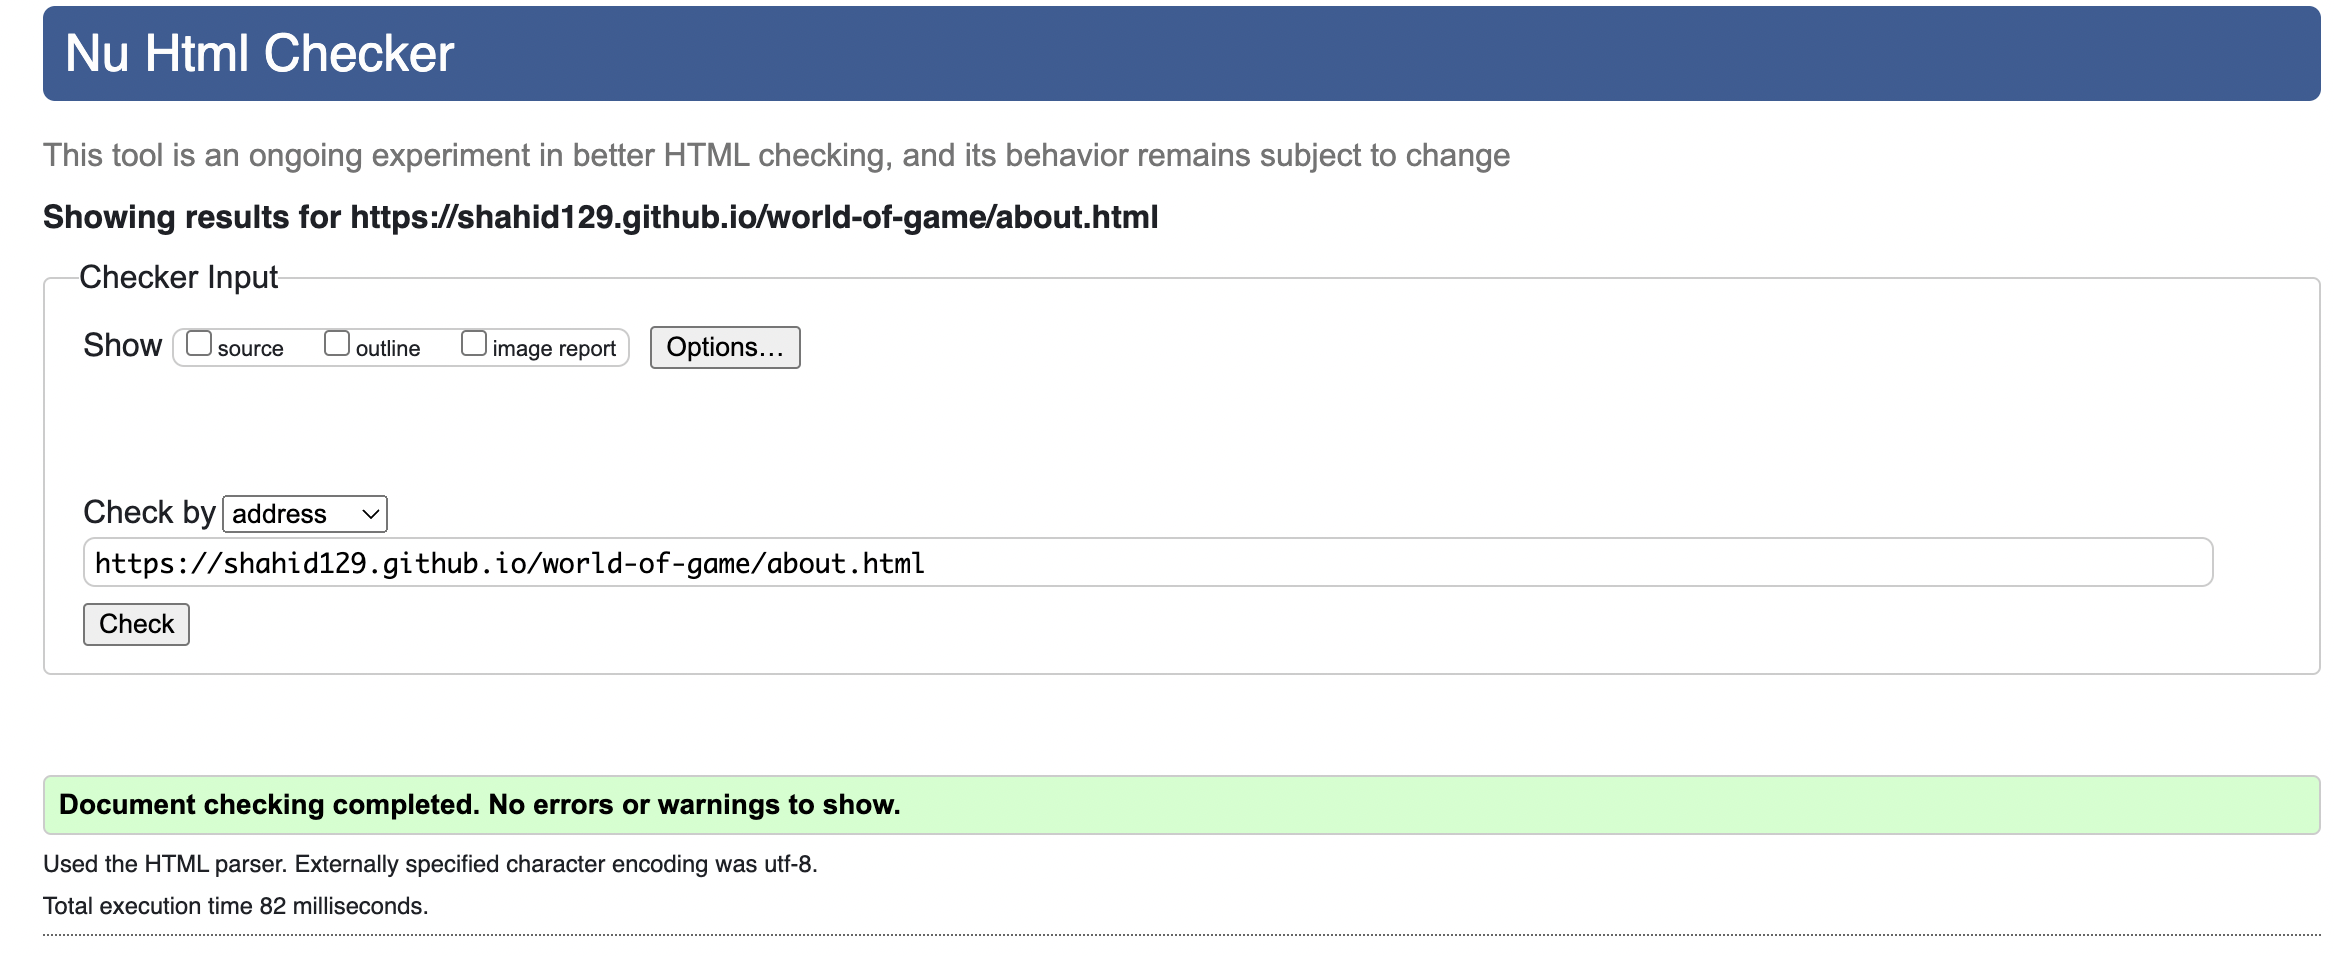 Nu Html Checker
This tool is an ongoing experiment in better HTML checking, and its behavior remains subject to change
Showing results for https://shahid129.github.io/world-of-game/about.html
Checker Input
Show source outline image report Options...
Check by address
https://shahid129.github.io/world-of-game/about.html
Check
Document checking completed. No errors or warnings to show.
Used the HTML parser. Externally specified character encoding was utf-8.
Total execution time 82 milliseconds.